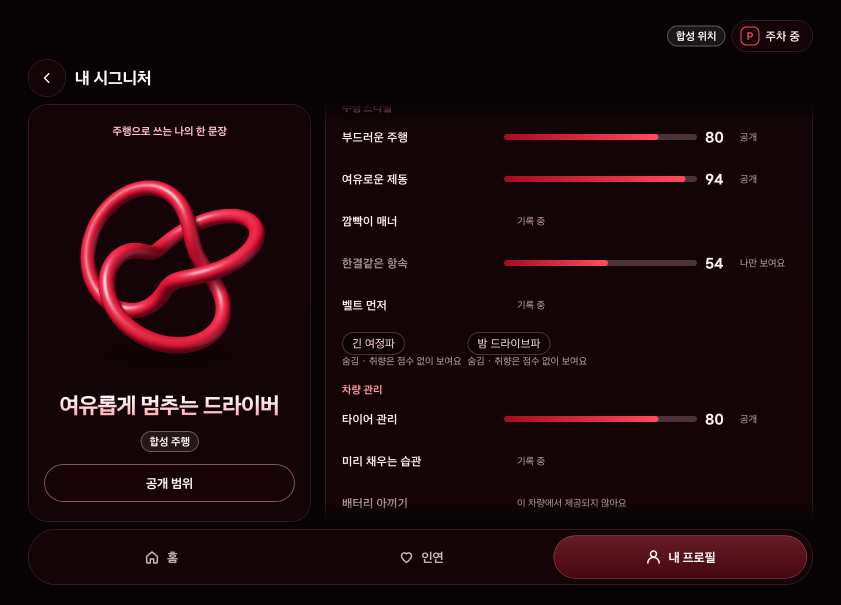 합성 위치
P 주차 중
내 시그니처
주행으로 쓰는 나의 한 문장
여유롭게 멈추는 드라이버
합성 주행
공개 범위
주행 스타일
부드러운 주행 80 공개
여유로운 제동 94 공개
깜빡이 매너 기록 중
한결같은 항속 54 나만 보여요
벨트 먼저 기록 중
긴 여정파 밤 드라이브파
숨김 · 취향은 점수 없이 보여요 숨김 · 취향은 점수 없이 보여요
차량 관리
타이어 관리 80 공개
미리 채우는 습관 기록 중
배터리 아끼기 이 차량에서 제공되지 않아요
홈 인연 내 프로필